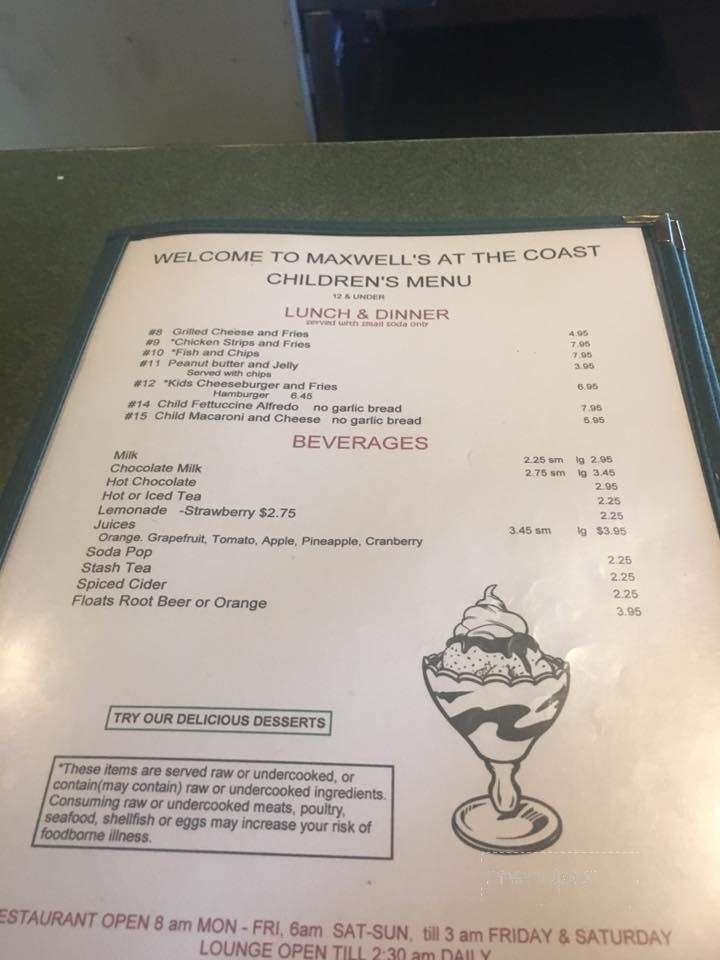 WELCOME TO MAXWELL'S AT THE COAST
CHILDREN'S MENU
12 & UNDER
LUNCH & DINNER
served with small soda only
#8 Grilled Cheese and Fries 4.95
#9 *Chicken Strips and Fries 7.95
#10 *Fish and Chips 7.95
#11 Peanut butter and Jelly 3.95
Served with chips
#12 *Kids Cheeseburger and Fries 6.95
Hamburger 6.45
#14 Child Fettuccine Alfredo no garlic bread 7.95
#15 Child Macaroni and Cheese no garlic bread 5.95
BEVERAGES
Milk 2.25 sm lg 2.95
Chocolate Milk 2.75 sm lg 3.45
Hot Chocolate 2.95
Hot or Iced Tea 2.25
Lemonade -Strawberry $2.75 2.25
Juices 3.45 sm lg $3.95
Orange. Grapefruit, Tomato, Apple, Pineapple, Cranberry
Soda Pop 2.25
Stash Tea 2.25
Spiced Cider 2.25
Floats Root Beer or Orange 3.95
TRY OUR DELICIOUS DESSERTS
*These items are served raw or undercooked, or
contain(may contain) raw or undercooked ingredients.
Consuming raw or undercooked meats, poultry,
seafood, shellfish or eggs may increase your risk of
foodborne illness.
ESTAURANT OPEN 8 am MON - FRI, 6am SAT-SUN, till 3 am FRIDAY & SATURDAY
LOUNGE OPEN TILL 2:30 am DAILY